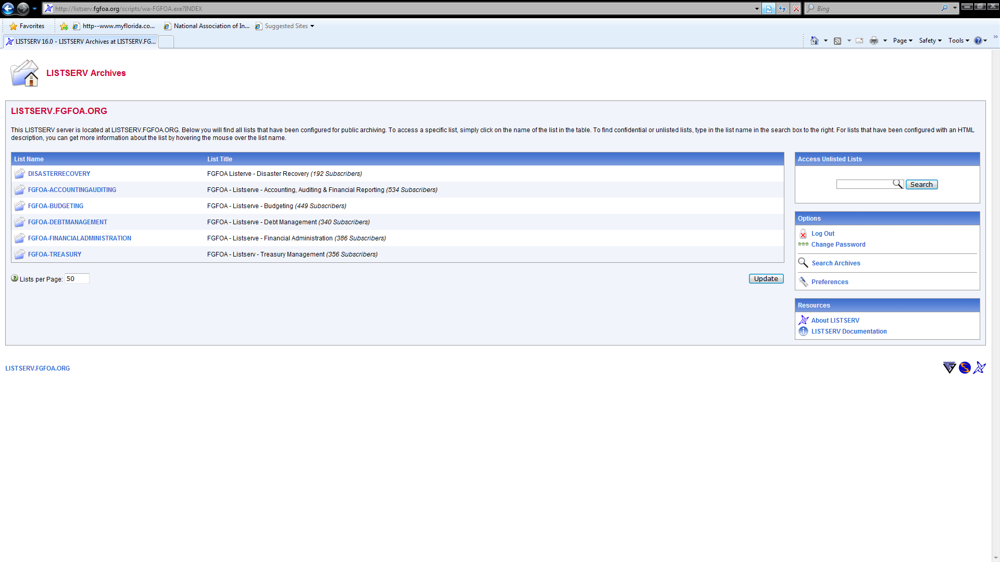 http://listserv.fgfoa.org/scripts/wa-FGFOA.exe?INDEX
Bing
Favorites
http--www.myflorida.co...
National Association of In...
Suggested Sites
LISTSERV 16.0 - LISTSERV Archives at LISTSERV.FG...
Page
Safety
Tools
LISTSERV Archives
LISTSERV.FGFOA.ORG
This LISTSERV server is located at LISTSERV.FGFOA.ORG. Below you will find all lists that have been configured for public archiving. To access a specific list, simply click on the name of the list in the table. To find confidential or unlisted lists, type in the list name in the search box to the right. For lists that have been configured with an HTML
description, you can get more information about the list by hovering the mouse over the list name.
List Name List Title
DISASTERRECOVERY FGFOA Listerve - Disaster Recovery (192 Subscribers)
FGFOA-ACCOUNTINGAUDITING FGFOA - Listserve - Accounting, Auditing & Financial Reporting (534 Subscribers)
FGFOA-BUDGETING FGFOA - Listserve - Budgeting (449 Subscribers)
FGFOA-DEBTMANAGEMENT FGFOA - Listserve - Debt Management (340 Subscribers)
FGFOA-FINANCIALADMINISTRATION FGFOA - Listserve - Financial Administration (386 Subscribers)
FGFOA-TREASURY FGFOA - Listserv - Treasury Management (356 Subscribers)
Lists per Page: 50
Update
Access Unlisted Lists
Search
Options
Log Out
Change Password
Search Archives
Preferences
Resources
About LISTSERV
LISTSERV Documentation
LISTSERV.FGFOA.ORG